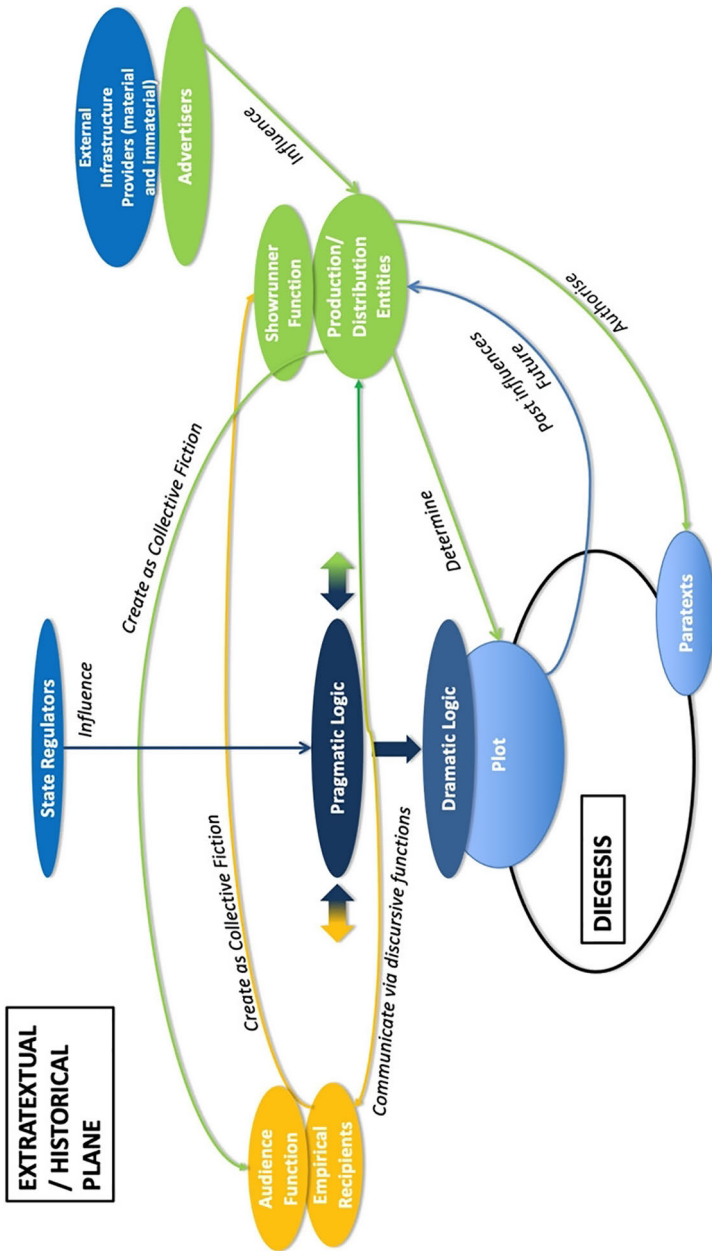 EXTRATEXTUAL
/ HISTORICAL
PLANE
State Regulators
External
Infrastructure
Providers (material
and immaterial)
Advertisers
Influence
Influence
Create as Collective Fiction
Showrunner
Function
Production/
Distribution
Entities
Audience
Function
Empirical
Recipients
Create as Collective Fiction
Pragmatic Logic
Communicate via discursive functions
Determine
Past influences
Future
Authorise
Dramatic Logic
Plot
DIEGESIS
Paratexts